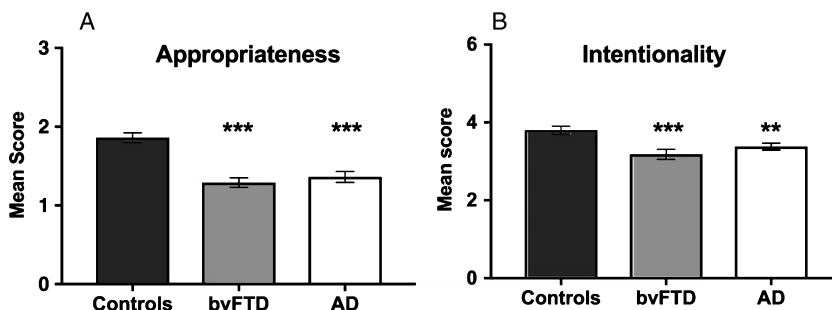 A
Appropriateness
3
2
1
0
Mean Score
***
***
Controls
bvFTD
AD
B
Intentionality
6
4
2
0
Mean score
***
**
Controls
bvFTD
AD